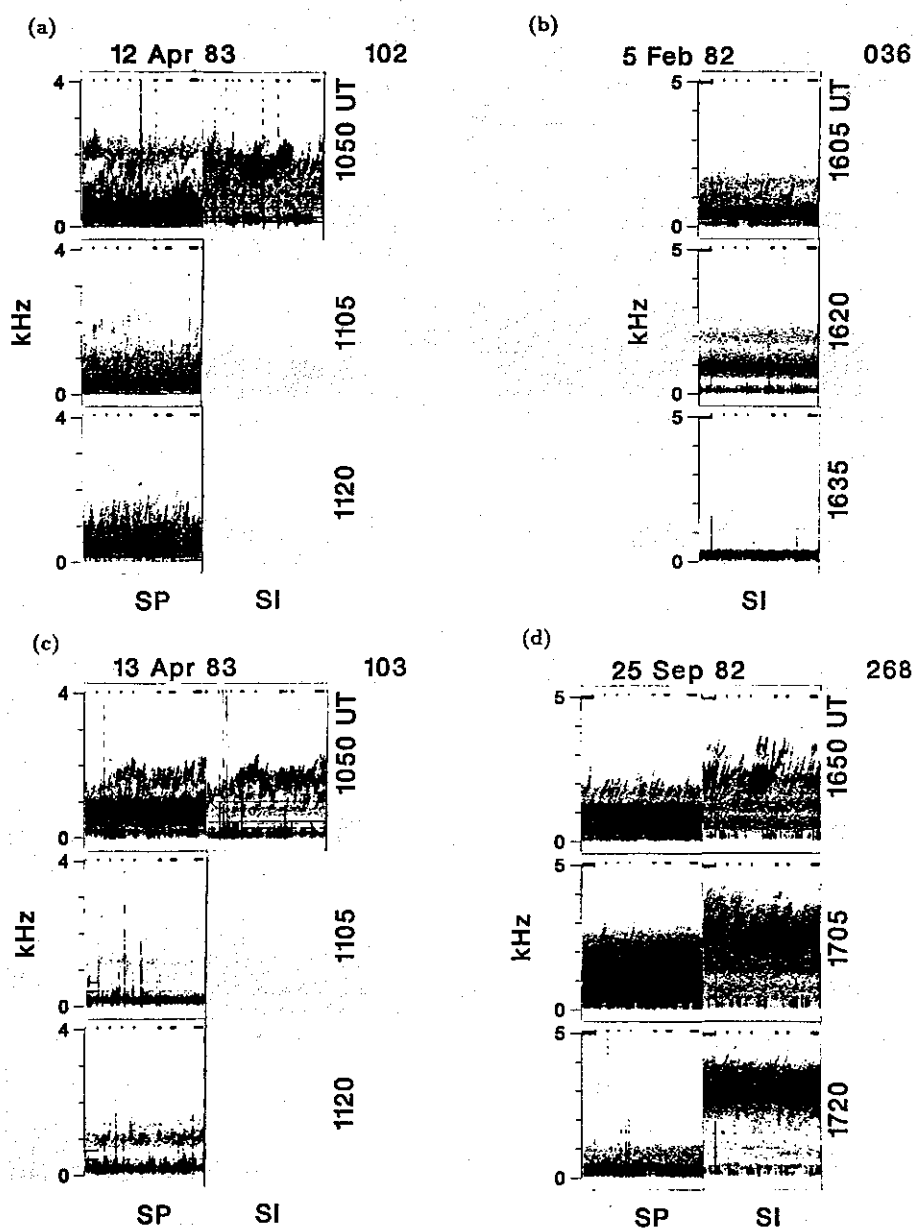 (a)
12 Apr 83 102
4
0
1050 UT
4
0
1105
4
0
1120
kHz
SP SI
(b)
5 Feb 82 036
5
0
1605 UT
5
0
1620
5
0
1635
kHz
SI
(c)
13 Apr 83 103
4
0
1050 UT
4
0
1105
4
0
1120
kHz
SP SI
(d)
25 Sep 82 268
5
0
1650 UT
5
0
1705
5
0
1720
kHz
SP SI